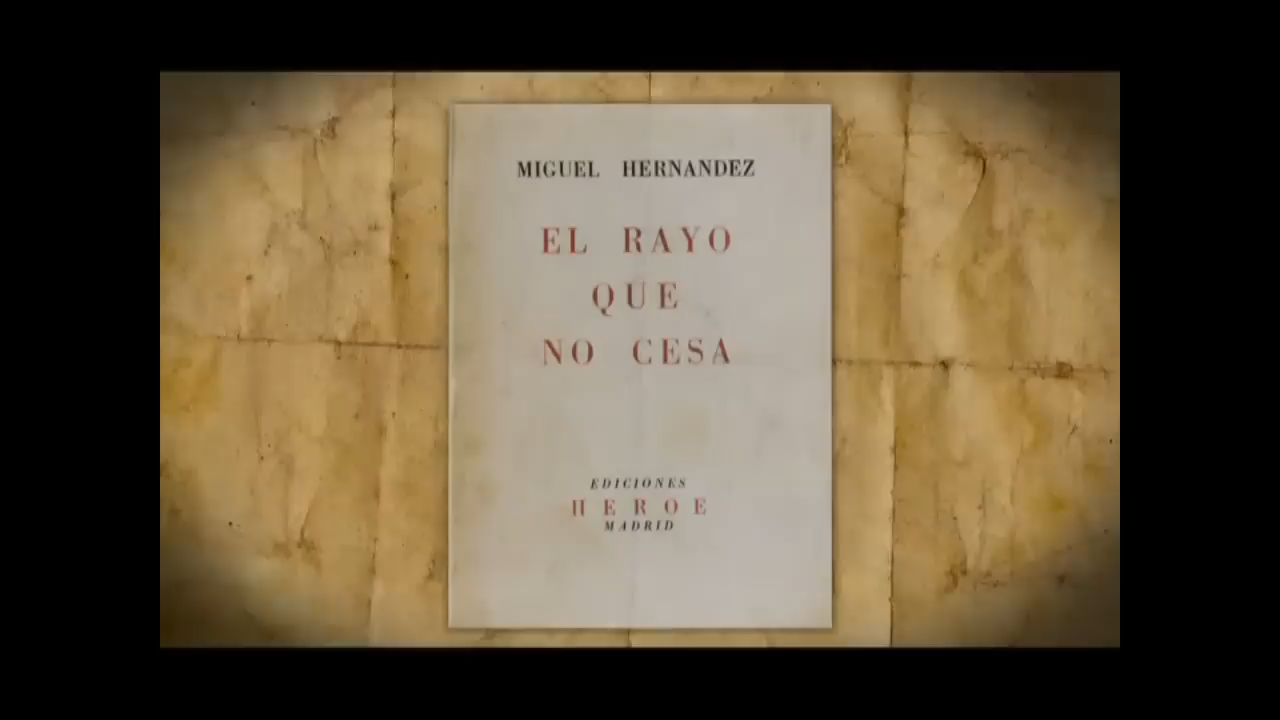 MIGUEL HERNANDEZ
EL RAYO
QUE
NO CESA
EDICIONES
HEROE
MADRID